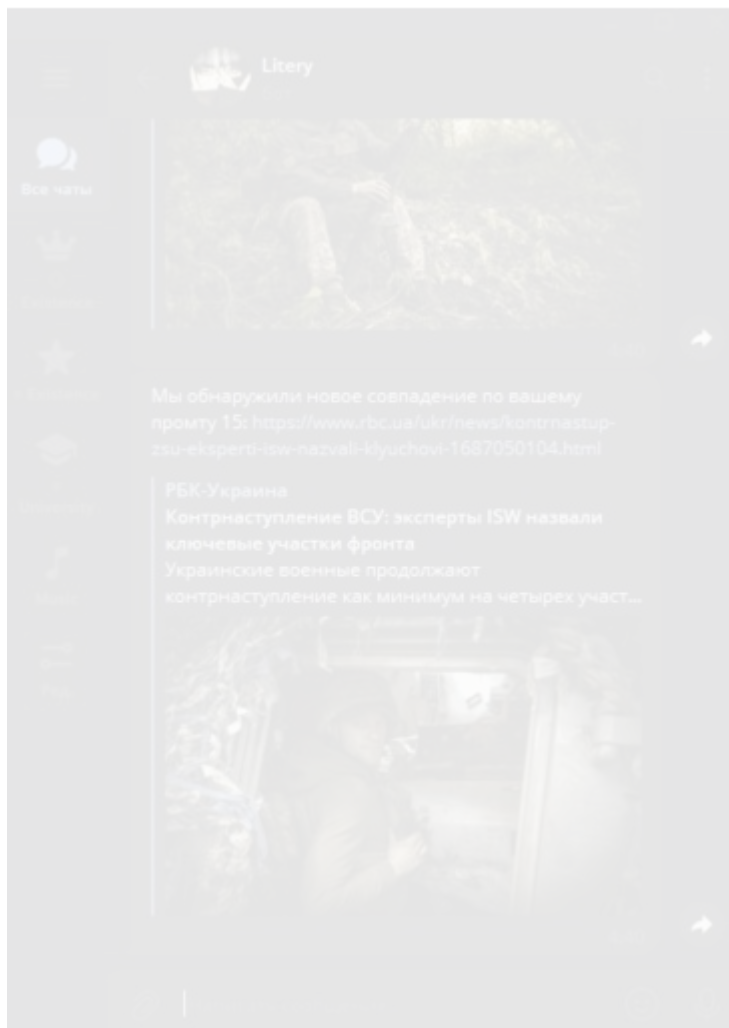 Litery
Все чаты
Мы обнаружили новое совпадение по вашему
промту 15: https://www.rbc.ua/ukr/news/kontrnastup-
zsu-eksperti-isw-nazvali-klyuchovi-1687050104.html
РБК-Украина
Контрнаступление ВСУ: эксперты ISW назвали
ключевые участки фронта
Украинские военные продолжают
контрнаступление как минимум на четырех участ...